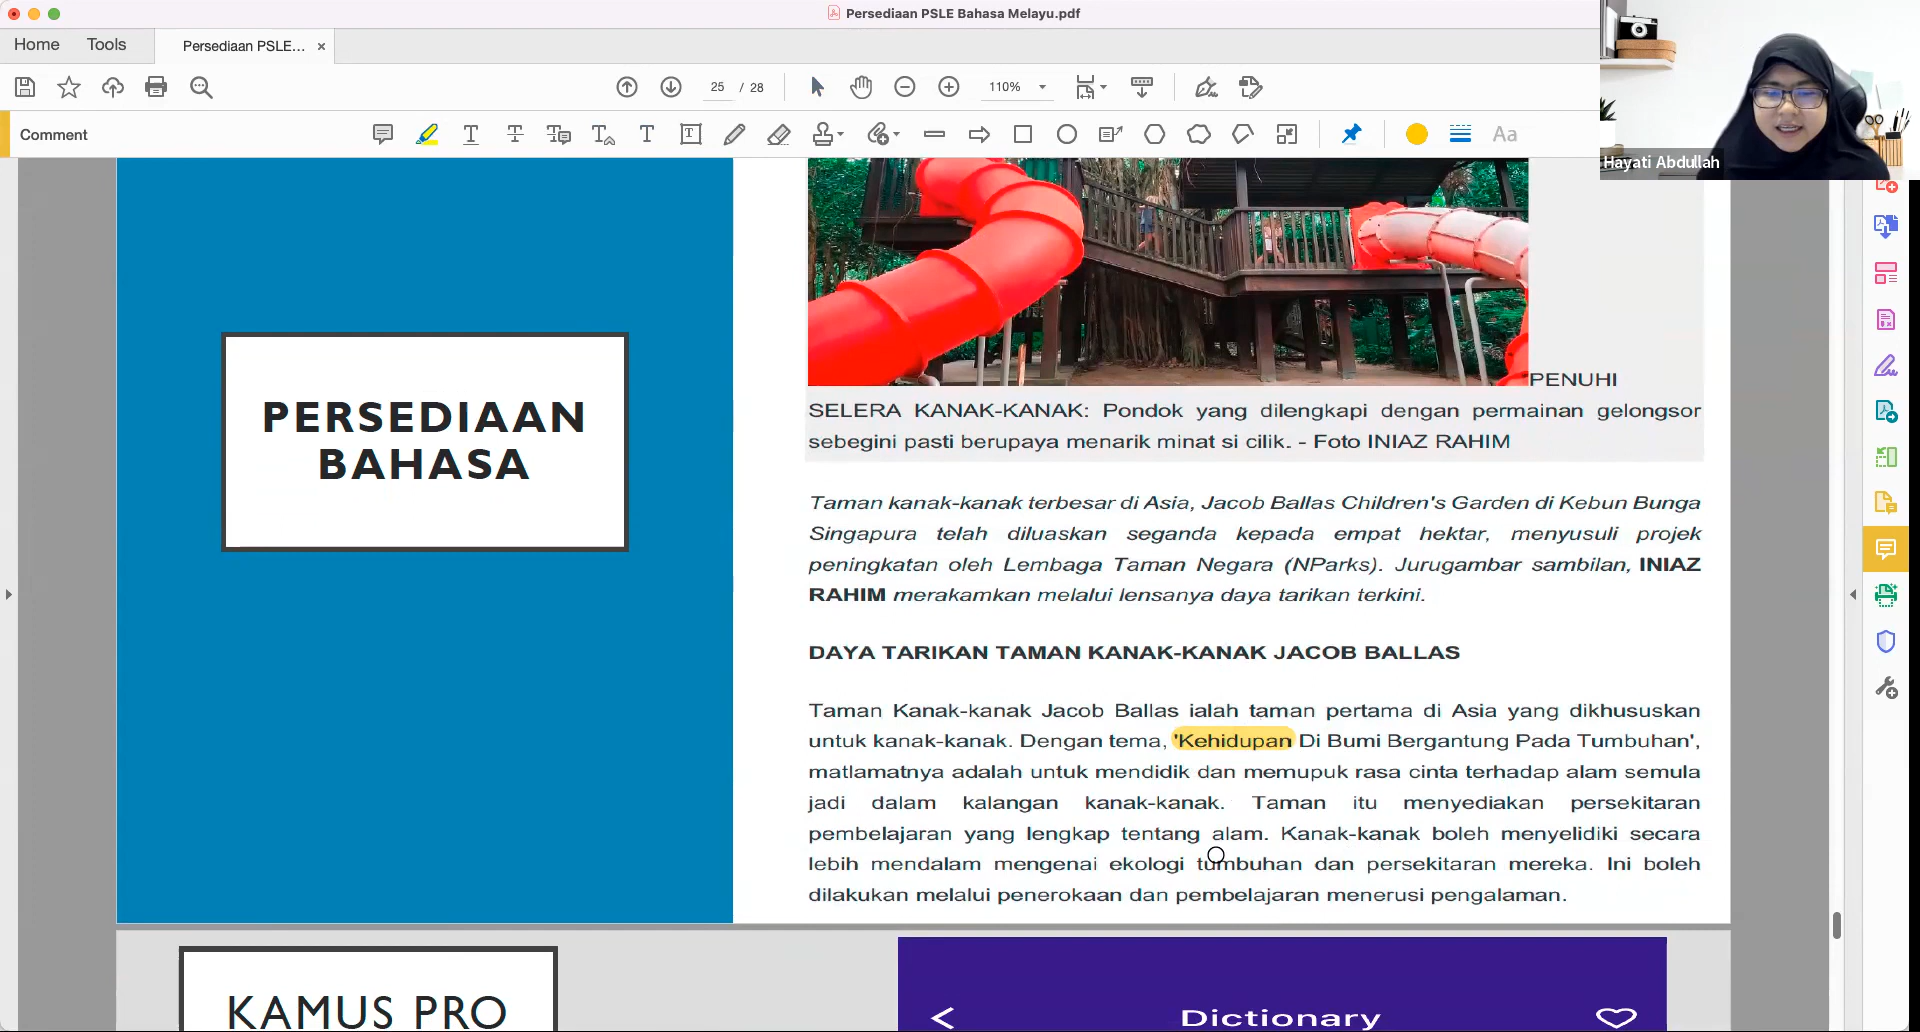 Persediaan PSLE Bahasa Melayu.pdf
Home
Tools
Persediaan PSLE...
25 / 28
110%
Comment
Aa
Hayati Abdullah
PERSEDIAAN
BAHASA
PENUHI
SELERA KANAK-KANAK: Pondok yang dilengkapi dengan permainan gelongsor
sebegini pasti berupaya menarik minat si cilik. - Foto INIAZ RAHIM
Taman kanak-kanak terbesar di Asia, Jacob Ballas Children's Garden di Kebun Bunga
Singapura telah diluaskan seganda kepada empat hektar, menyusuli projek
peningkatan oleh Lembaga Taman Negara (NParks). Jurugambar sambilan, INIAZ
RAHIM merakamkan melalui lensanya daya tarikan terkini.
DAYA TARIKAN TAMAN KANAK-KANAK JACOB BALLAS
Taman Kanak-kanak Jacob Ballas ialah taman pertama di Asia yang dikhususkan
untuk kanak-kanak. Dengan tema, 'Kehidupan Di Bumi Bergantung Pada Tumbuhan',
matlamatnya adalah untuk mendidik dan memupuk rasa cinta terhadap alam semula
jadi dalam kalangan kanak-kanak. Taman itu menyediakan persekitaran
pembelajaran yang lengkap tentang alam. Kanak-kanak boleh menyelidiki secara
lebih mendalam mengenai ekologi tumbuhan dan persekitaran mereka. Ini boleh
dilakukan melalui penerokaan dan pembelajaran menerusi pengalaman.
KAMUS PRO
Dictionary